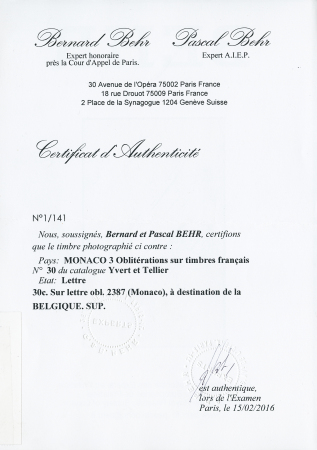 Bernard Behr
Expert honoraire
près la Cour d'Appel de Paris.
Pascal Behr
Expert A.I.E.P.
30 Avenue de l'Opéra 75002 Paris France
18 rue Drouot 75009 Paris France
2 Place de la Synagogue 1204 Genéve Suisse
Certificat d'Authenticité
N°1/141
Nous, soussignés, Bernard et Pascal BEHR, certifions
que le timbre photographié ci contre :
Pays: MONACO 3 Oblitérations sur timbres français
N° 30 du catalogue Yvert et Tellier
Etat: Lettre
30c. Sur lettre obl. 2387 (Monaco), à destination de la
BELGIQUE. SUP.
est authentique,
lors de l'Examen
Paris, le 15/02/2016